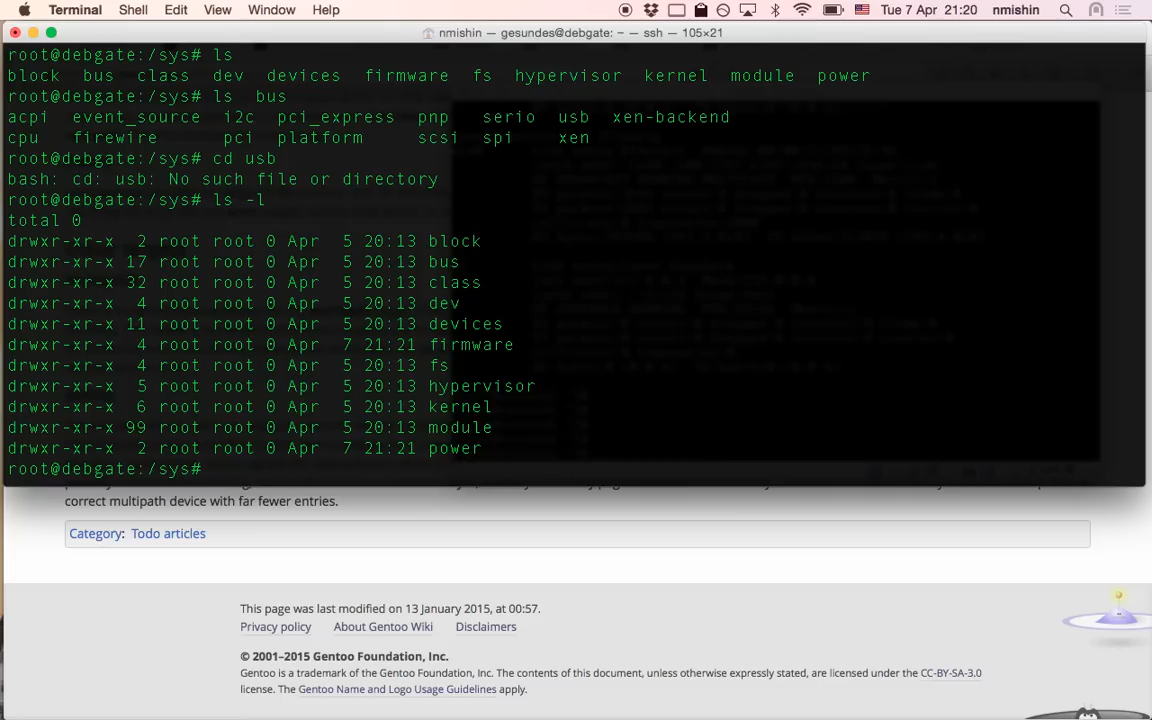 Terminal Shell Edit View Window Help Tue 7 Apr 21:20 nmishin
nmishin — gesundes@debgate: ~ — ssh — 105×21
root@debgate:/sys# ls
block bus class dev devices firmware fs hypervisor kernel module power
root@debgate:/sys# ls bus
acpi event_source i2c pci_express pnp serio usb xen-backend
cpu firewire pci platform scsi spi xen
root@debgate:/sys# cd usb
bash: cd: usb: No such file or directory
root@debgate:/sys# ls -l
total 0
drwxr-xr-x 2 root root 0 Apr 5 20:13 block
drwxr-xr-x 17 root root 0 Apr 5 20:13 bus
drwxr-xr-x 32 root root 0 Apr 5 20:13 class
drwxr-xr-x 4 root root 0 Apr 5 20:13 dev
drwxr-xr-x 11 root root 0 Apr 5 20:13 devices
drwxr-xr-x 4 root root 0 Apr 7 21:21 firmware
drwxr-xr-x 4 root root 0 Apr 5 20:13 fs
drwxr-xr-x 5 root root 0 Apr 5 20:13 hypervisor
drwxr-xr-x 6 root root 0 Apr 5 20:13 kernel
drwxr-xr-x 99 root root 0 Apr 5 20:13 module
drwxr-xr-x 2 root root 0 Apr 7 21:21 power
root@debgate:/sys#
correct multipath device with far fewer entries.
Category: Todo articles
This page was last modified on 13 January 2015, at 00:57.
Privacy policy About Gentoo Wiki Disclaimers
© 2001–2015 Gentoo Foundation, Inc.
Gentoo is a trademark of the Gentoo Foundation, Inc. The contents of this document, unless otherwise expressly stated, are licensed under the CC-BY-SA-3.0
license. The Gentoo Name and Logo Usage Guidelines apply.